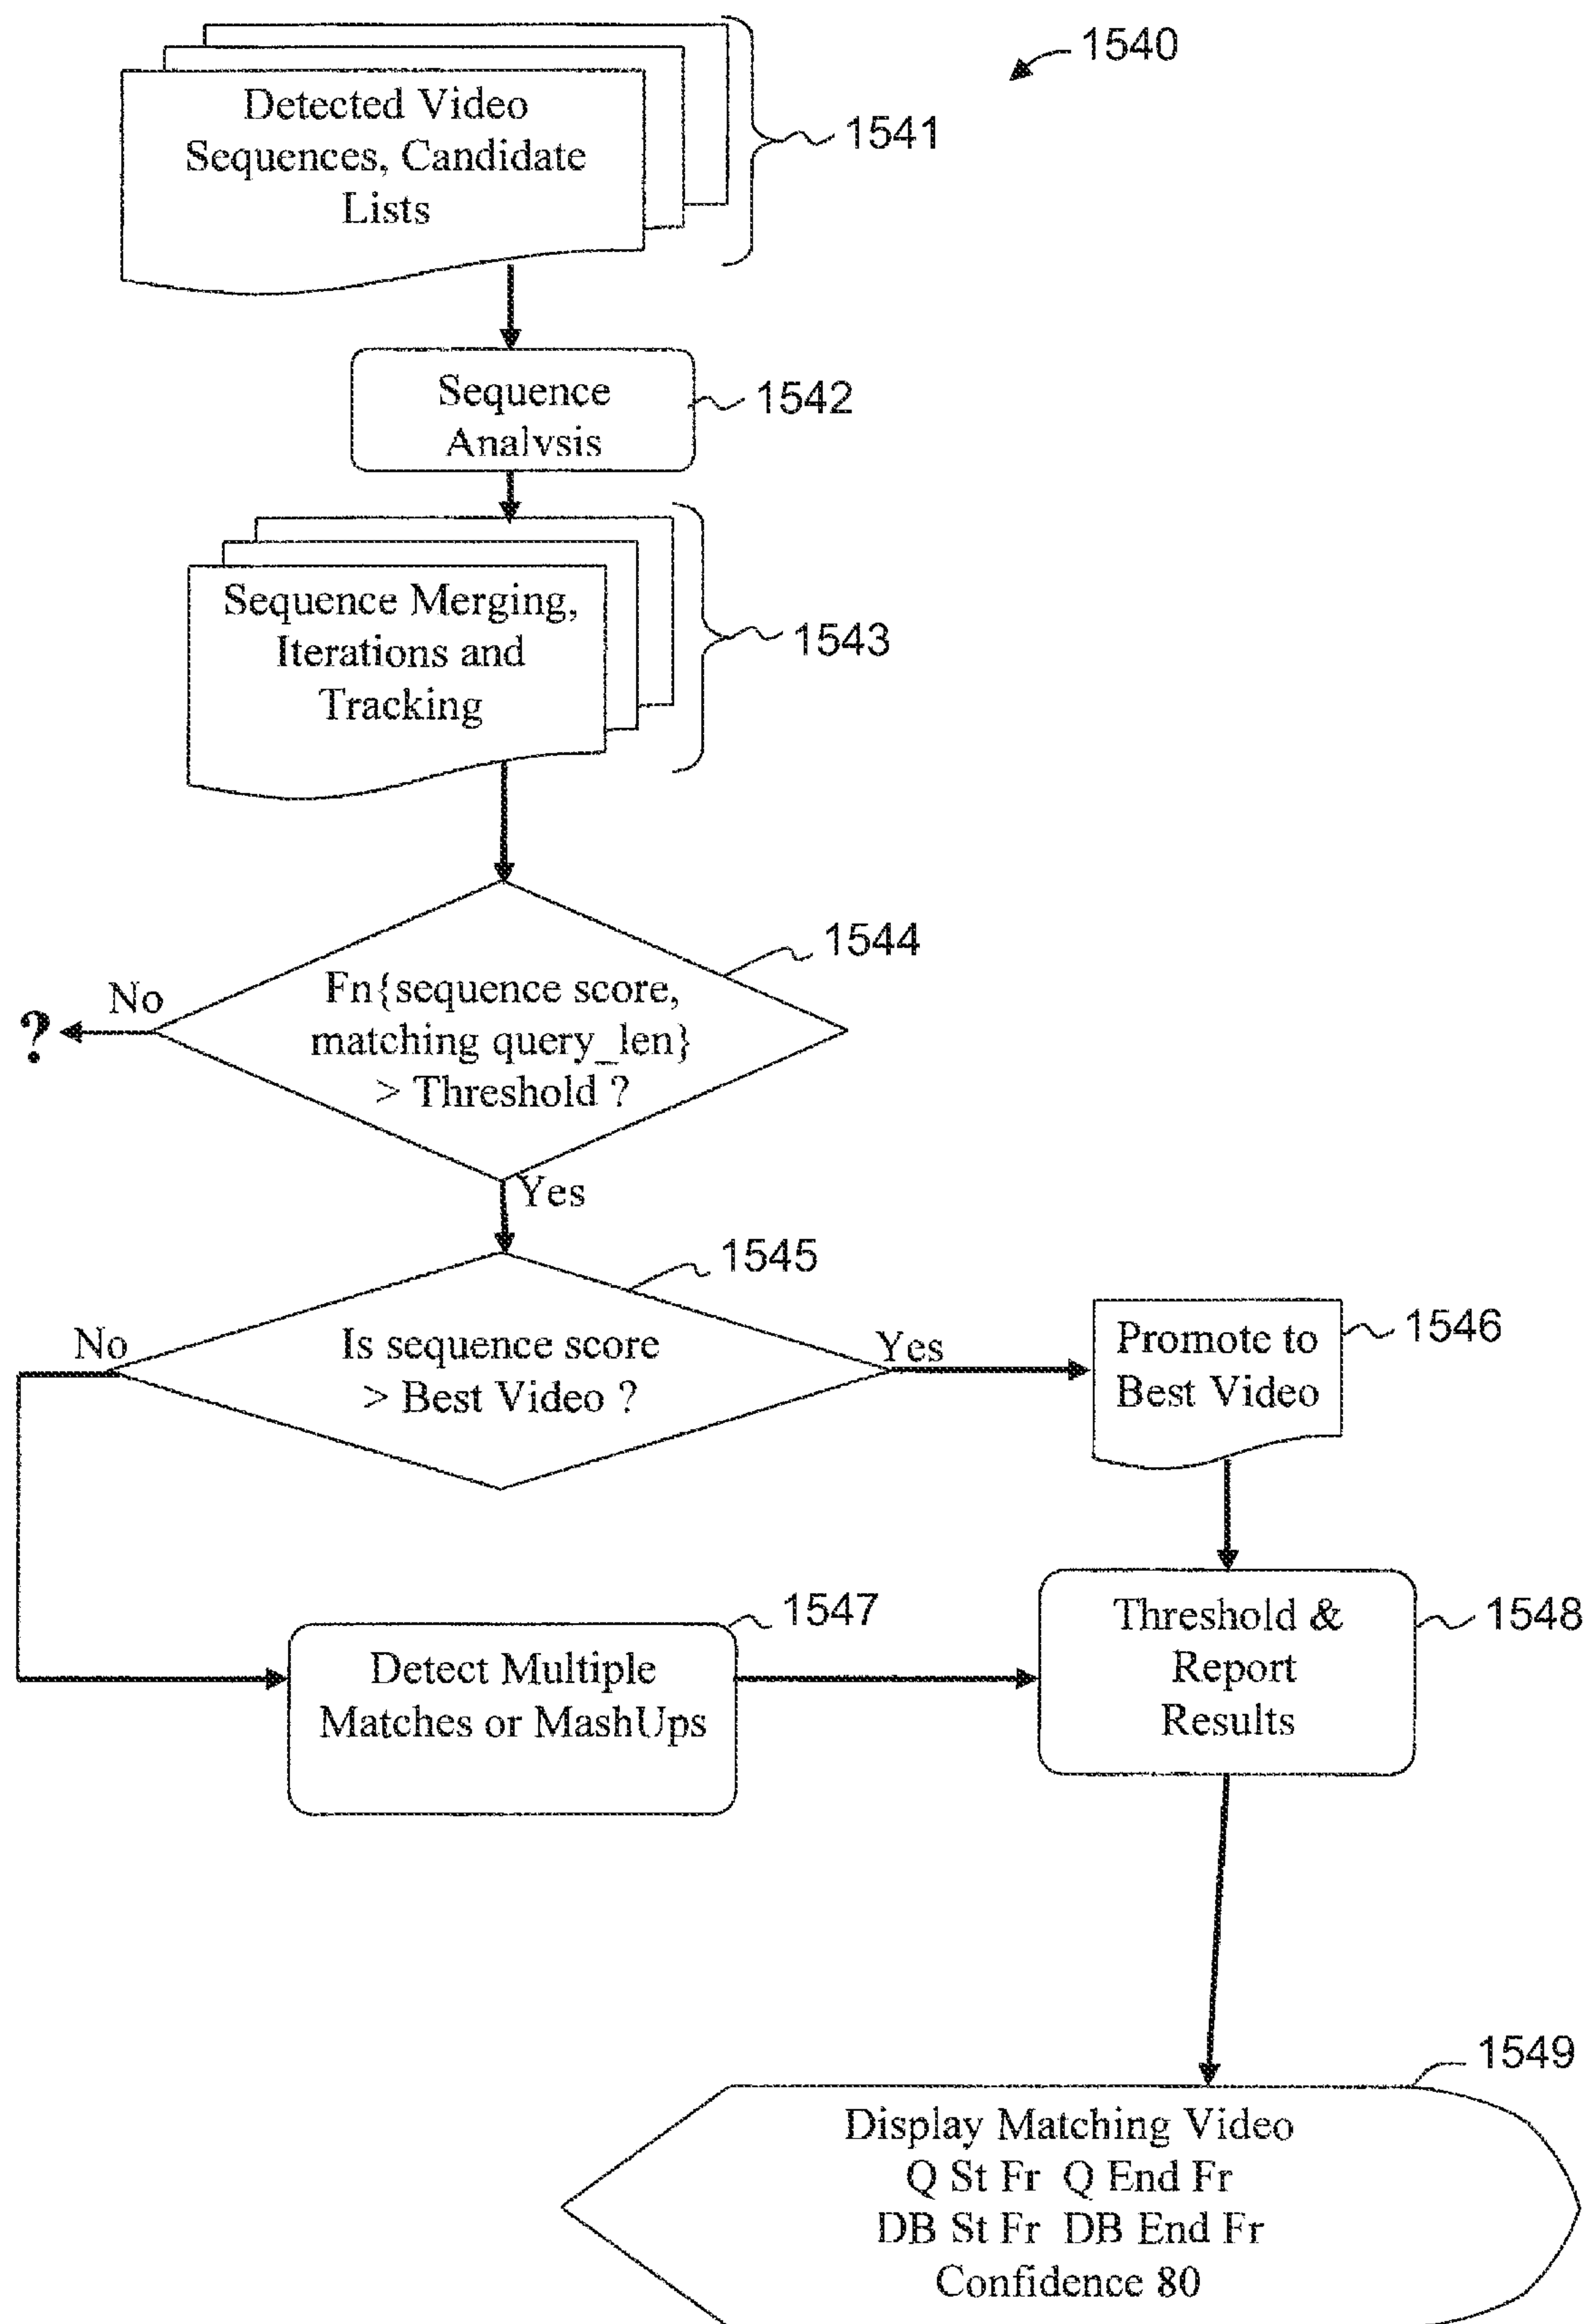 1540
Detected Video
Sequences, Candidate
Lists
1541
Sequence
Analysis
1542
Sequence Merging,
Iterations and
Tracking
1543
Fn{sequence score,
matching query_len}
> Threshold ?
1544
No
?
Yes
Is sequence score
> Best Video ?
1545
No
Yes
Promote to
Best Video
1546
Detect Multiple
Matches or MashUps
1547
Threshold &
Report
Results
1548
Display Matching Video
Q St Fr Q End Fr
DB St Fr DB End Fr
Confidence 80
1549